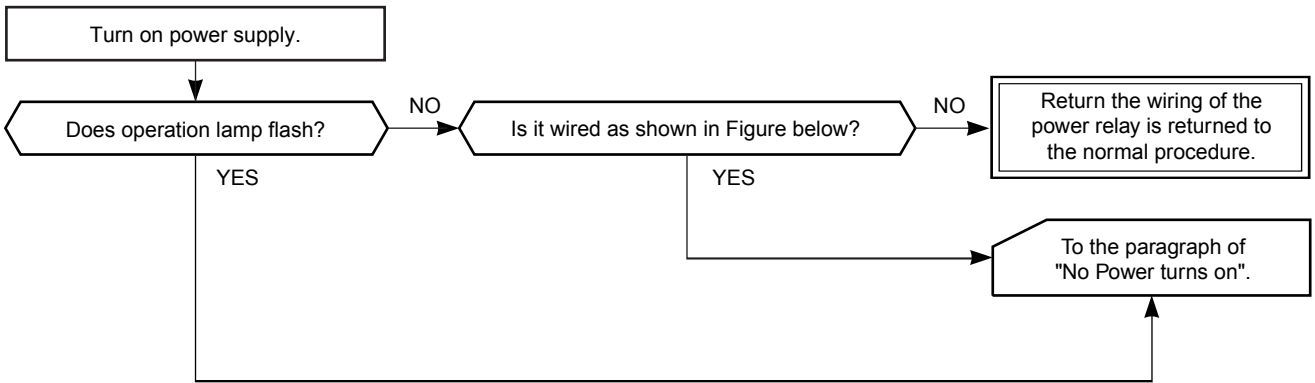 Turn on power supply.
Does operation lamp flash?
NO
Is it wired as shown in Figure below?
NO
Return the wiring of the
power relay is returned to
the normal procedure.
YES
YES
To the paragraph of
"No Power turns on".